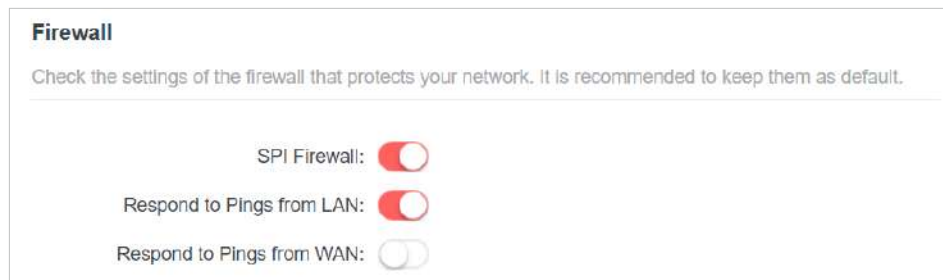 Firewall
Check the settings of the firewall that protects your network. It is recommended to keep them as default.
SPI Firewall:
Respond to Pings from LAN:
Respond to Pings from WAN: